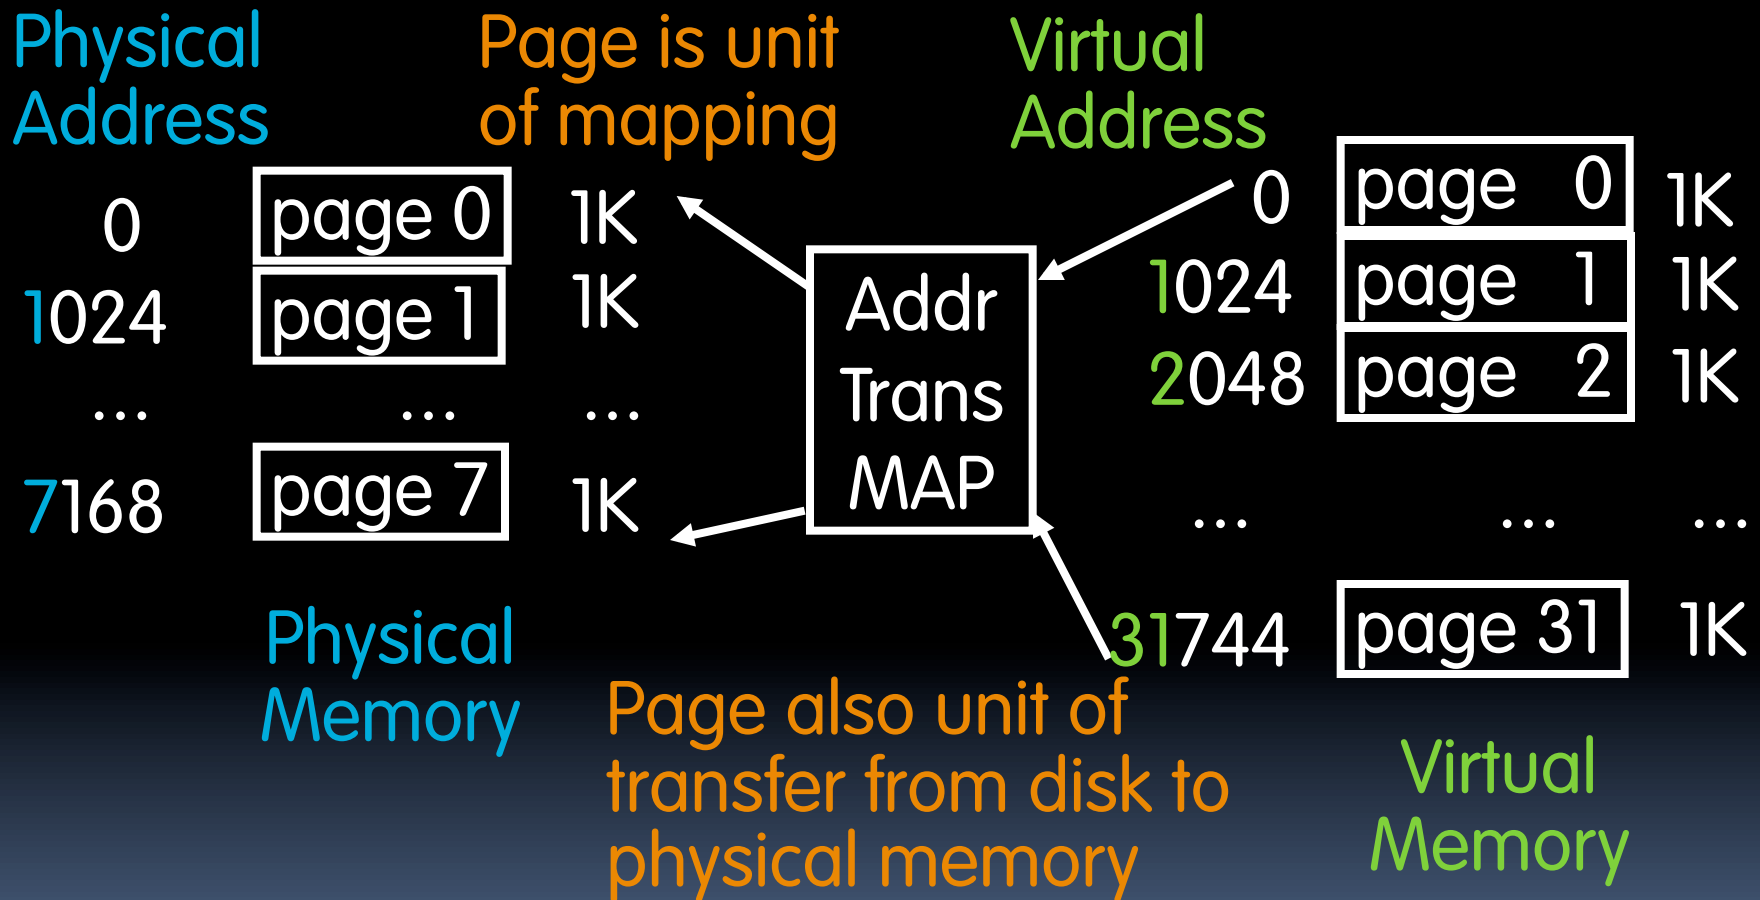 Physical
Address
Page is unit
of mapping
Virtual
Address
0 page 0 1K
1024 page 1 1K
... ... ...
7168 page 7 1K
Addr
Trans
MAP
0 page 0 1K
1024 page 1 1K
2048 page 2 1K
... ... ...
31744 page 31 1K
Physical
Memory
Page also unit of
transfer from disk to
physical memory
Virtual
Memory